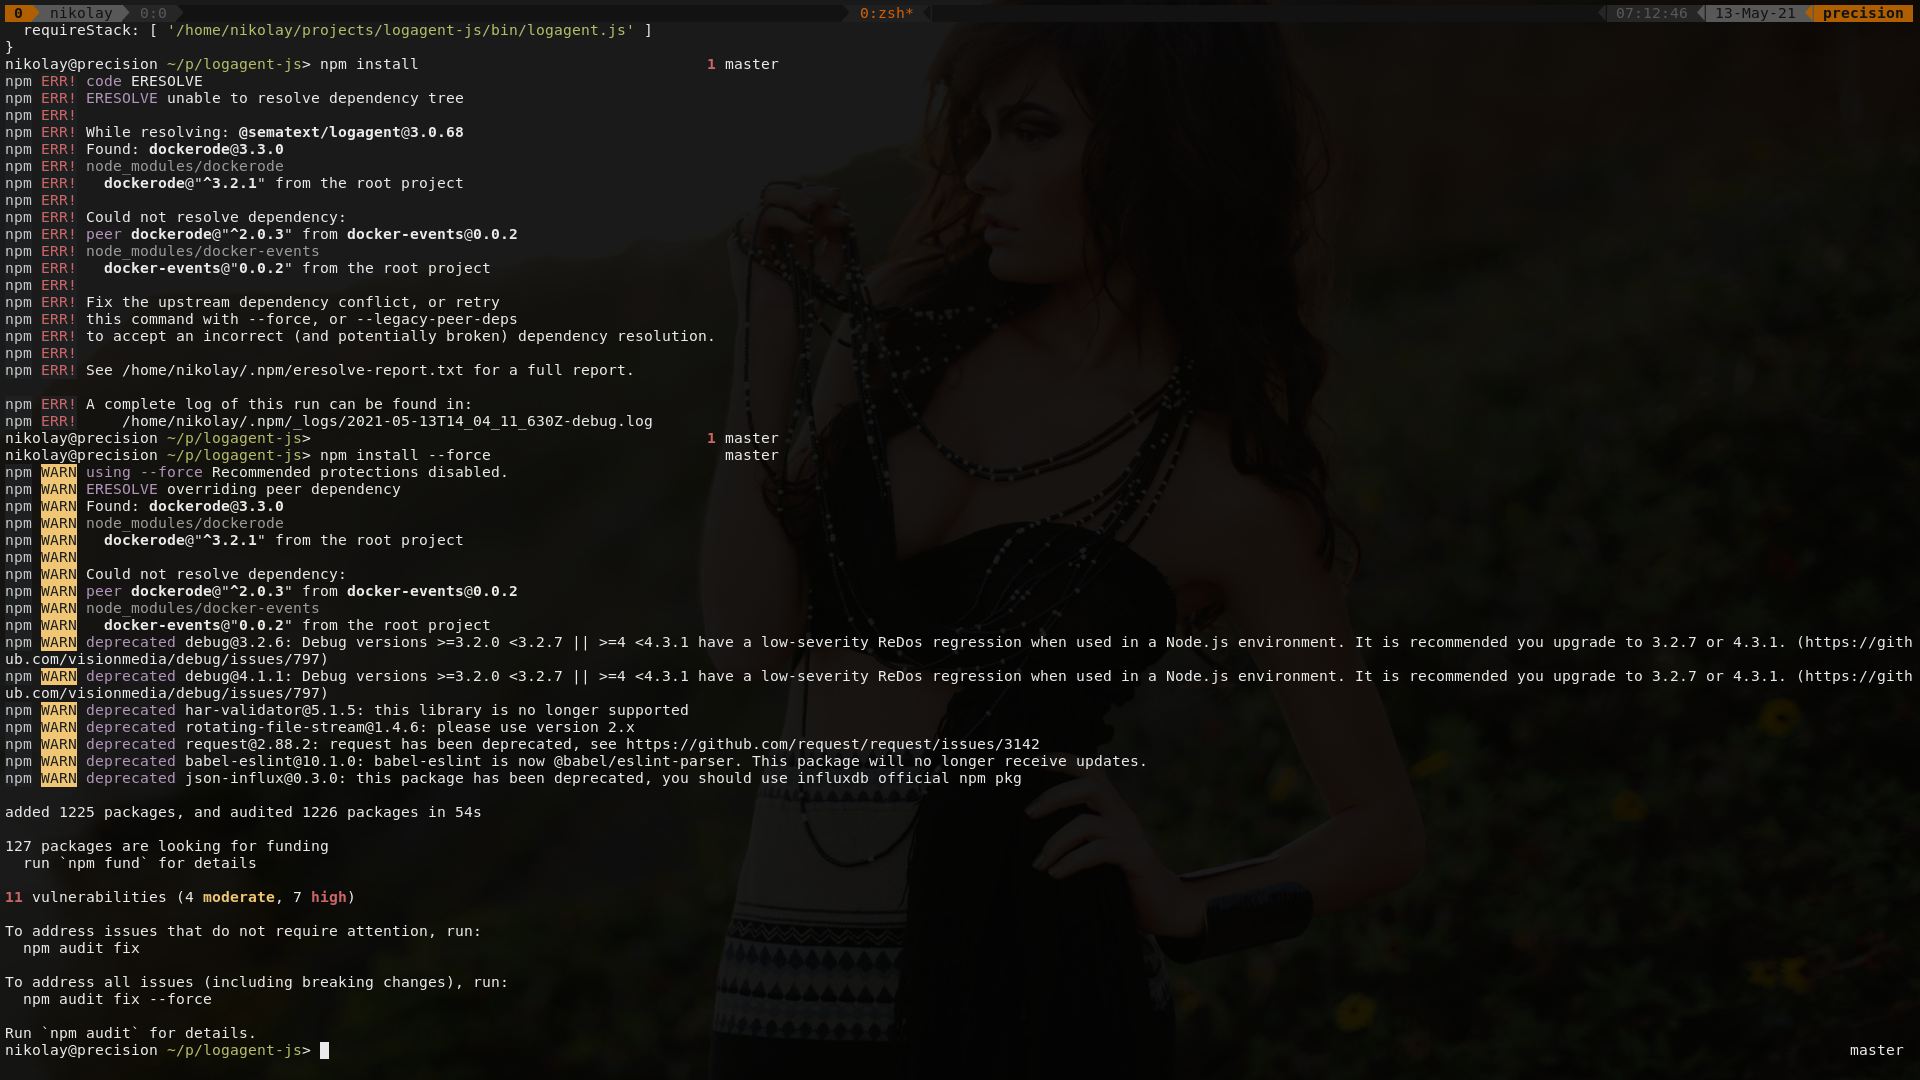 0 nikolay 0:0 0:zsh* 07:12:46 13-May-21 precision
requireStack: [ '/home/nikolay/projects/logagent-js/bin/logagent.js' ]
}
nikolay@precision ~/p/logagent-js> npm install 1 master
npm ERR! code ERESOLVE
npm ERR! ERESOLVE unable to resolve dependency tree
npm ERR!
npm ERR! While resolving: @sematext/logagent@3.0.68
npm ERR! Found: dockerode@3.3.0
npm ERR! node_modules/dockerode
npm ERR!   dockerode@"^3.2.1" from the root project
npm ERR!
npm ERR! Could not resolve dependency:
npm ERR! peer dockerode@"^2.0.3" from docker-events@0.0.2
npm ERR! node_modules/docker-events
npm ERR!   docker-events@"0.0.2" from the root project
npm ERR!
npm ERR! Fix the upstream dependency conflict, or retry
npm ERR! this command with --force, or --legacy-peer-deps
npm ERR! to accept an incorrect (and potentially broken) dependency resolution.
npm ERR!
npm ERR! See /home/nikolay/.npm/eresolve-report.txt for a full report.
npm ERR! A complete log of this run can be found in:
npm ERR!     /home/nikolay/.npm/_logs/2021-05-13T14_04_11_630Z-debug.log
nikolay@precision ~/p/logagent-js> 1 master
nikolay@precision ~/p/logagent-js> npm install --force master
npm WARN using --force Recommended protections disabled.
npm WARN ERESOLVE overriding peer dependency
npm WARN Found: dockerode@3.3.0
npm WARN node_modules/dockerode
npm WARN   dockerode@"^3.2.1" from the root project
npm WARN
npm WARN Could not resolve dependency:
npm WARN peer dockerode@"^2.0.3" from docker-events@0.0.2
npm WARN node_modules/docker-events
npm WARN   docker-events@"0.0.2" from the root project
npm WARN deprecated debug@3.2.6: Debug versions >=3.2.0 <3.2.7 || >=4 <4.3.1 have a low-severity ReDos regression when used in a Node.js environment. It is recommended you upgrade to 3.2.7 or 4.3.1. (https://gith
ub.com/visionmedia/debug/issues/797)
npm WARN deprecated debug@4.1.1: Debug versions >=3.2.0 <3.2.7 || >=4 <4.3.1 have a low-severity ReDos regression when used in a Node.js environment. It is recommended you upgrade to 3.2.7 or 4.3.1. (https://gith
ub.com/visionmedia/debug/issues/797)
npm WARN deprecated har-validator@5.1.5: this library is no longer supported
npm WARN deprecated rotating-file-stream@1.4.6: please use version 2.x
npm WARN deprecated request@2.88.2: request has been deprecated, see https://github.com/request/request/issues/3142
npm WARN deprecated babel-eslint@10.1.0: babel-eslint is now @babel/eslint-parser. This package will no longer receive updates.
npm WARN deprecated json-influx@0.3.0: this package has been deprecated, you should use influxdb official npm pkg
added 1225 packages, and audited 1226 packages in 54s
127 packages are looking for funding
run `npm fund` for details
11 vulnerabilities (4 moderate, 7 high)
To address issues that do not require attention, run:
npm audit fix
To address all issues (including breaking changes), run:
npm audit fix --force
Run `npm audit` for details.
nikolay@precision ~/p/logagent-js> master